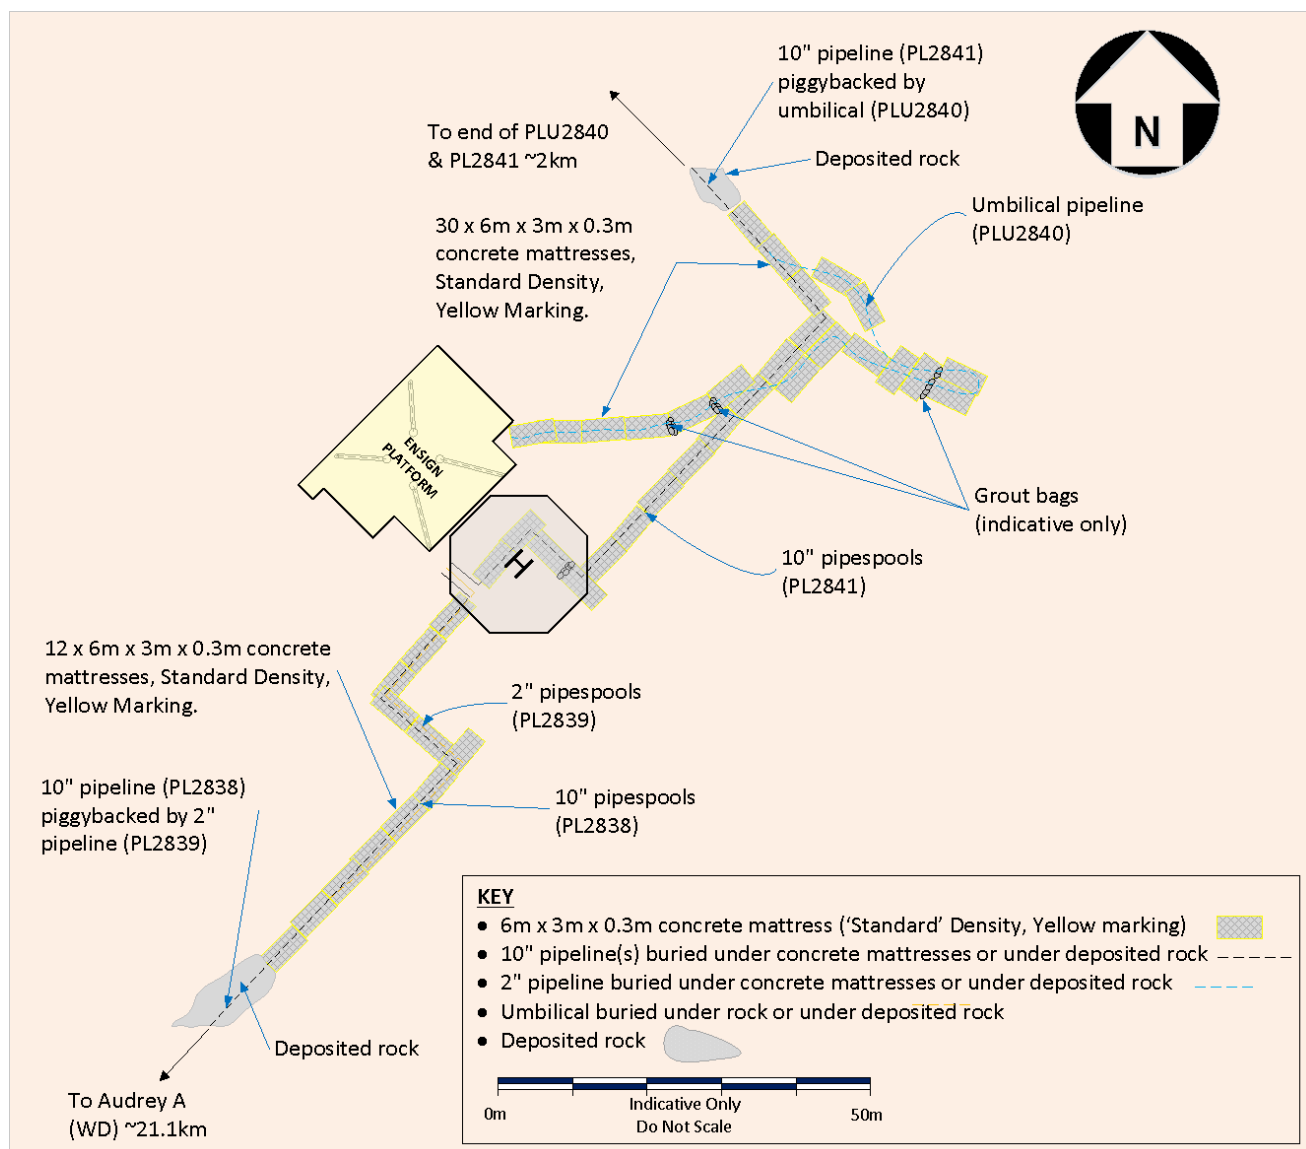 10" pipeline (PL2841)
piggybacked by
umbilical (PLU2840)
N
To end of PLU2840
& PL2841 ~2km
Deposited rock
Umbilical pipeline
(PLU2840)
30 x 6m x 3m x 0.3m
concrete mattresses,
Standard Density,
Yellow Marking.
ENSIGN
PLATFORM
Grout bags
(indicative only)
H
10" pipespools
(PL2841)
12 x 6m x 3m x 0.3m concrete
mattresses, Standard Density,
Yellow Marking.
2" pipespools
(PL2839)
10" pipeline (PL2838)
piggybacked by 2"
pipeline (PL2839)
10" pipespools
(PL2838)
Deposited rock
To Audrey A
(WD) ~21.1km
KEY
● 6m x 3m x 0.3m concrete mattress (‘Standard’ Density, Yellow marking)
● 10" pipeline(s) buried under concrete mattresses or under deposited rock
● 2" pipeline buried under concrete mattresses or under deposited rock
● Umbilical buried under rock or under deposited rock
● Deposited rock
0m
Indicative Only
50m
Do Not Scale